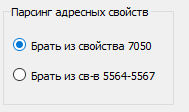 Парсинг адресных свойств
Брать из свойства 7050
Брать из св-в 5564-5567